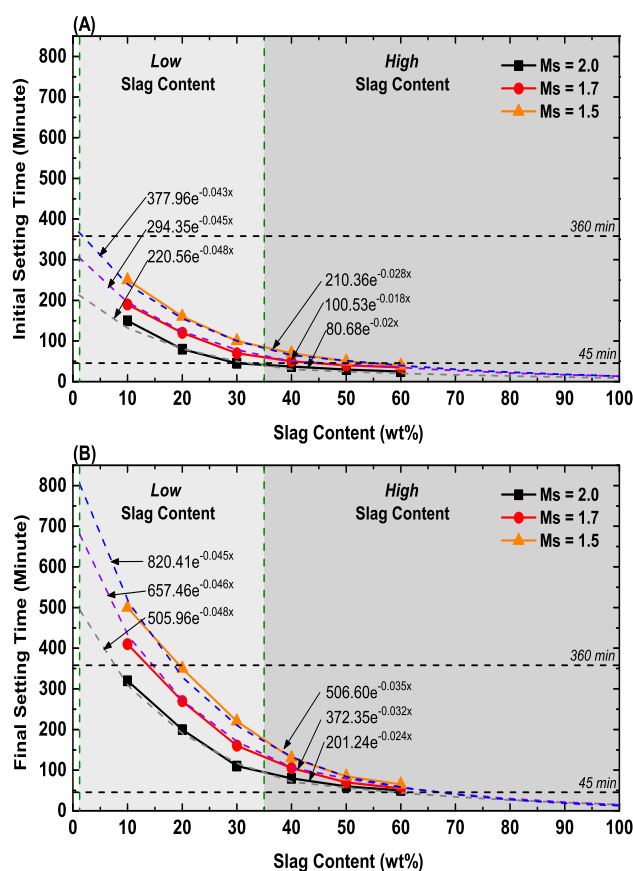 (A)
800
700
600
500
400
300
200
100
0
Initial Setting Time (Minute)
Low
Slag Content
High
Slag Content
Ms = 2.0
Ms = 1.7
Ms = 1.5
377.96e-0.043x
294.35e-0.045x
220.56e-0.048x
210.36e-0.028x
100.53e-0.018x
80.68e-0.02x
360 min
45 min
0 10 20 30 40 50 60 70 80 90 100
Slag Content (wt%)
(B)
800
700
600
500
400
300
200
100
0
Final Setting Time (Minute)
Low
Slag Content
High
Slag Content
Ms = 2.0
Ms = 1.7
Ms = 1.5
820.41e-0.045x
657.46e-0.046x
505.96e-0.048x
506.60e-0.035x
372.35e-0.032x
201.24e-0.024x
360 min
45 min
0 10 20 30 40 50 60 70 80 90 100
Slag Content (wt%)